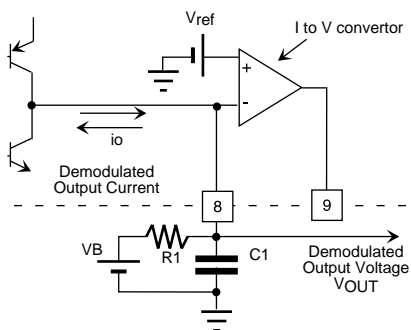 Vref
I to V convertor
+
-
io
Demodulated
Output Current
8
9
VB
R1
C1
Demodulated
Output Voltage
VOUT